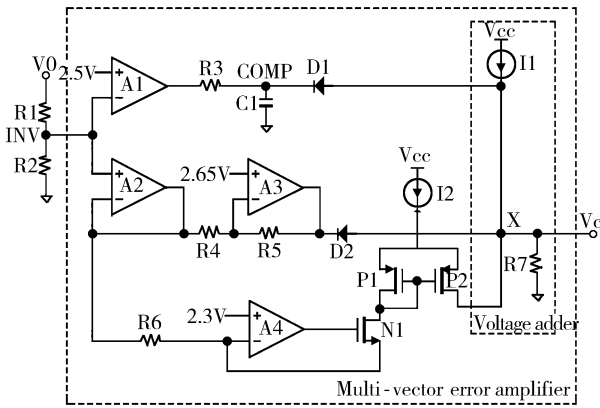 Vcc
I1
V0
2.5V
+
−
A1
R3
COMP
D1
C1
R1
INV
R2
+
−
A2
2.65V
+
−
A3
Vcc
I2
R4
R5
D2
X
Vc
R7
P1
P2
2.3V
+
−
A4
N1
R6
Voltage adder
Multi-vector error amplifier